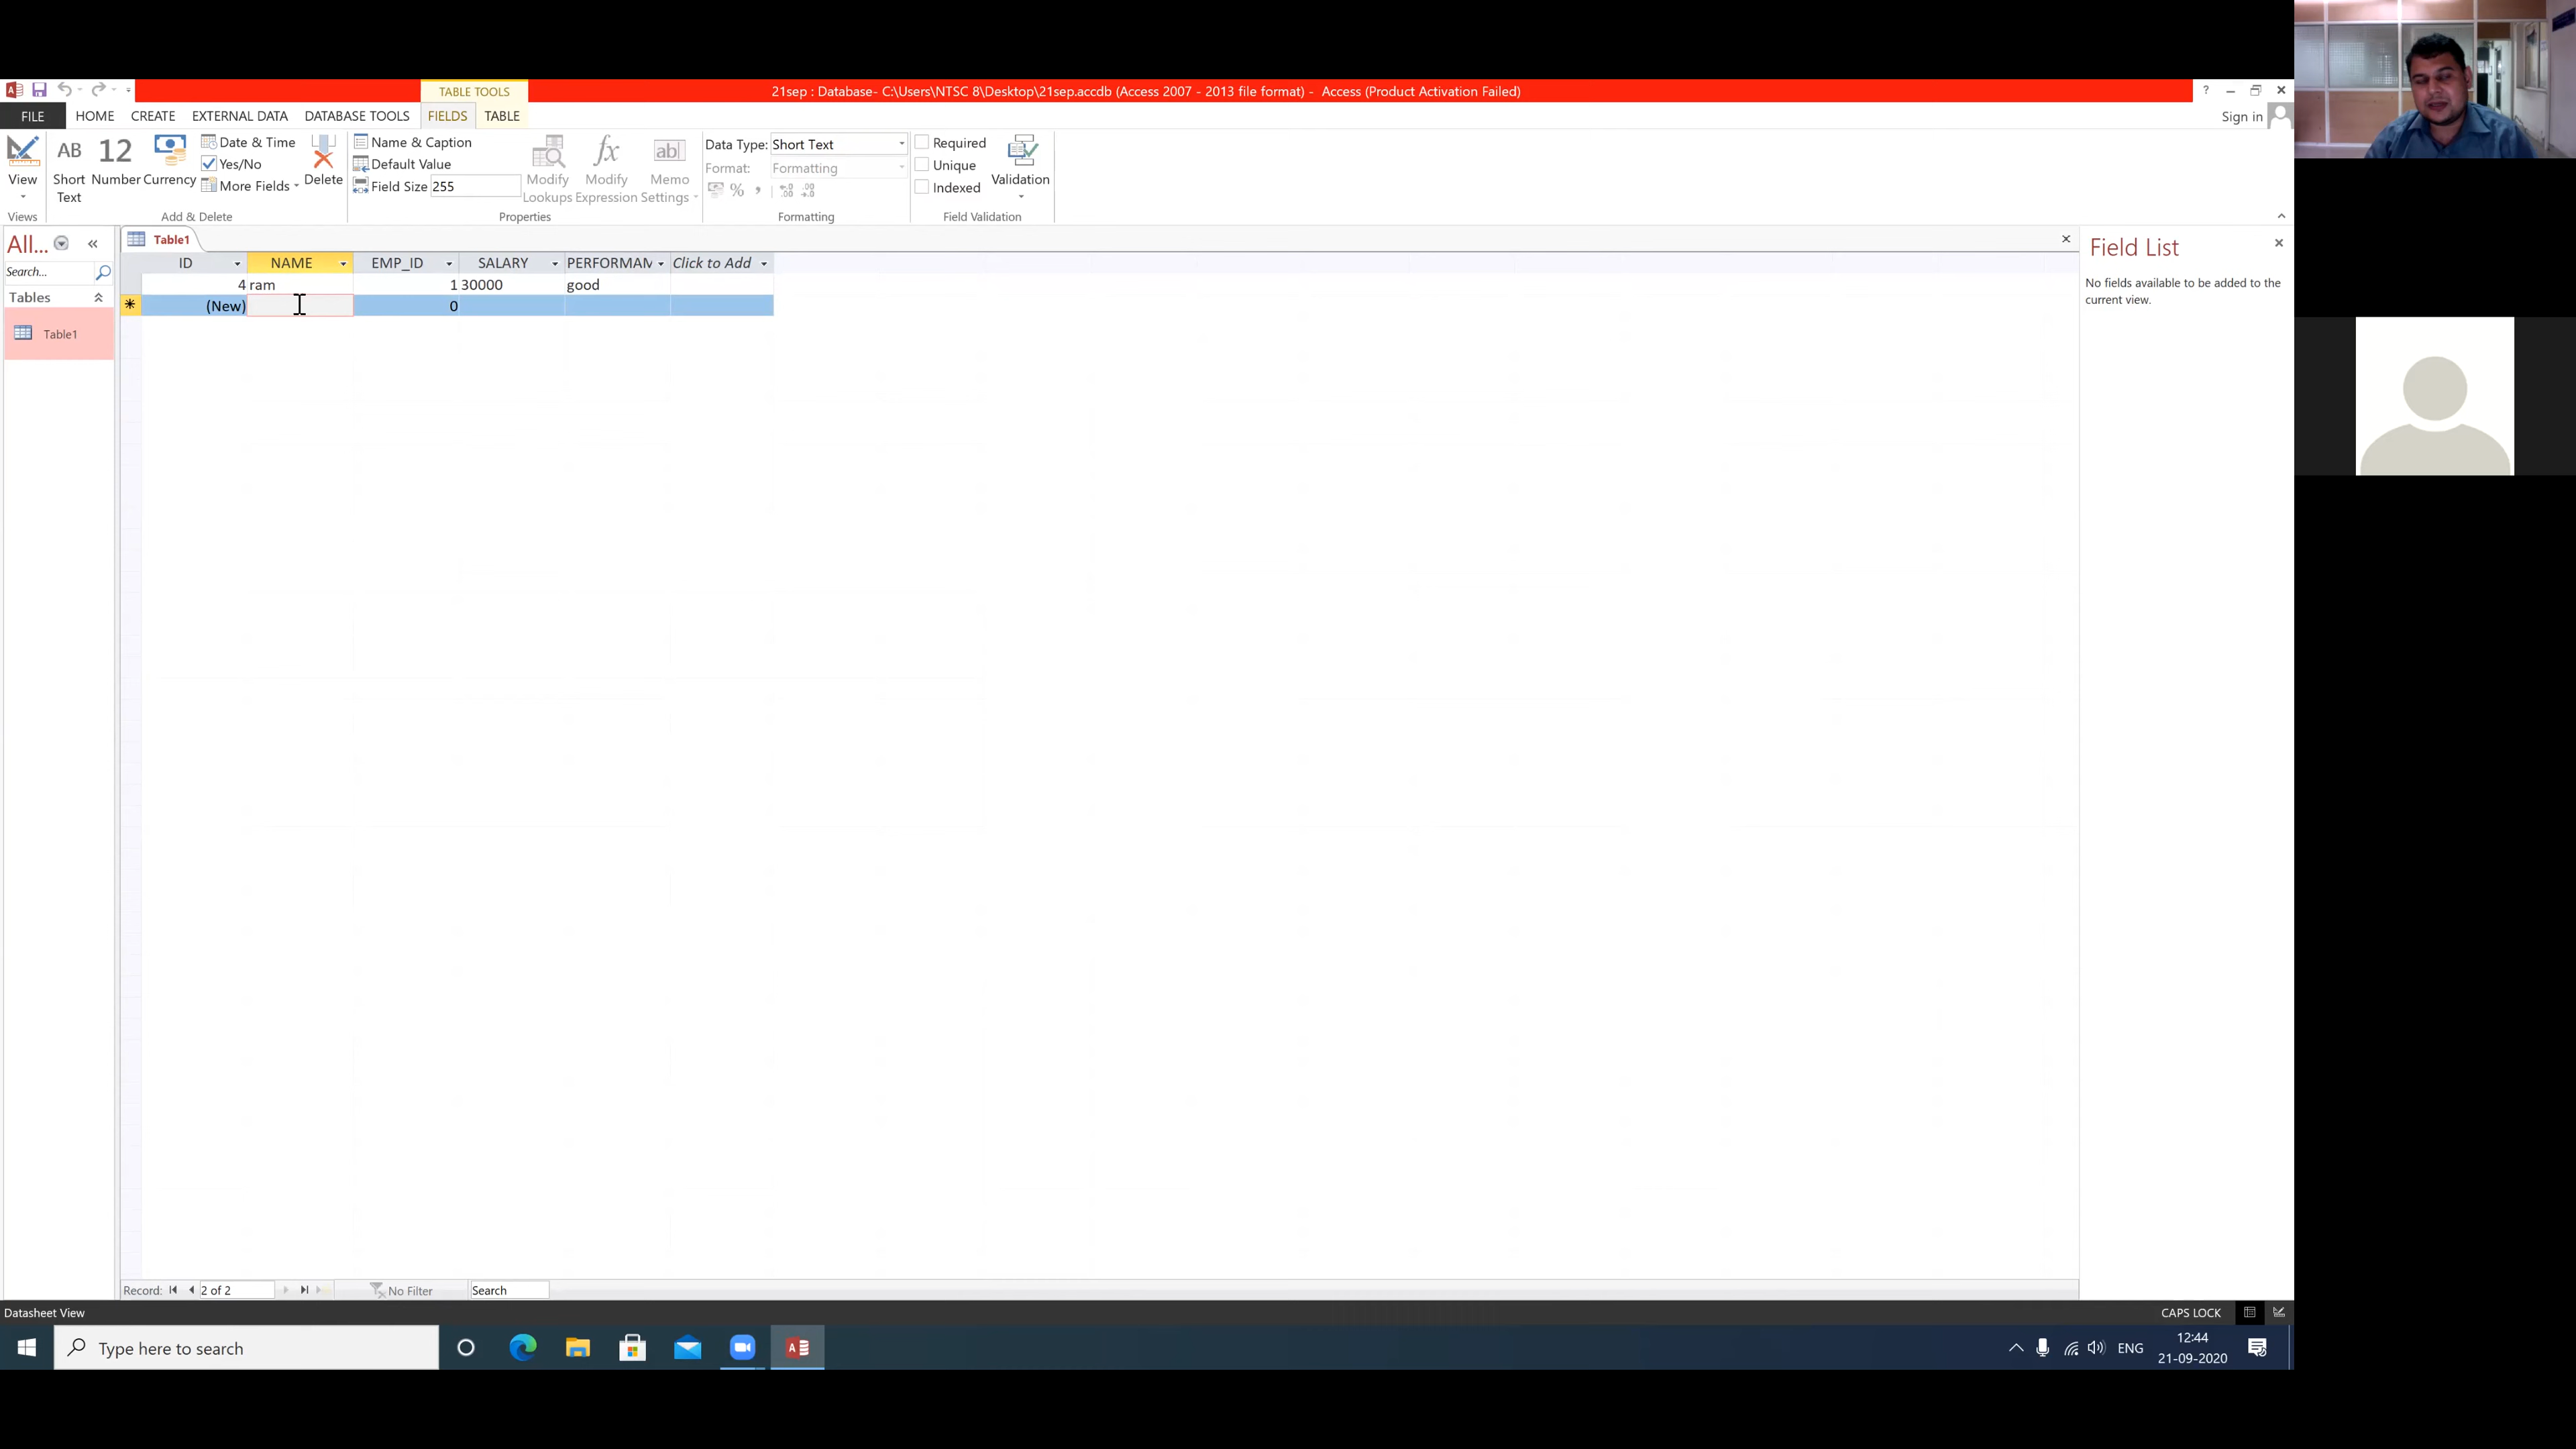 TABLE TOOLS
21sep : Database- C:\Users\NTSC 8\Desktop\21sep.accdb (Access 2007 - 2013 file format) - Access (Product Activation Failed)
?
FILE HOME CREATE EXTERNAL DATA DATABASE TOOLS FIELDS TABLE Sign in
View
Views
AB
Short
Text
12
Number
Currency
Date & Time
Yes/No
More Fields
Delete
Add & Delete
Name & Caption
Default Value
Field Size 255
Modify
Lookups
fx
Modify
Expression
ab|
Memo
Settings
Properties
Data Type: Short Text
Format: Formatting
% ,
.00 .00
Formatting
Required
Unique
Indexed
Validation
Field Validation
All...
Search...
Tables
Table1
Table1
ID NAME EMP_ID SALARY PERFORMAN Click to Add
4 ram 1 30000 good
(New) 0
Field List
No fields available to be added to the
current view.
Record: 2 of 2 No Filter Search
Datasheet View CAPS LOCK
Type here to search
ENG
12:44
21-09-2020